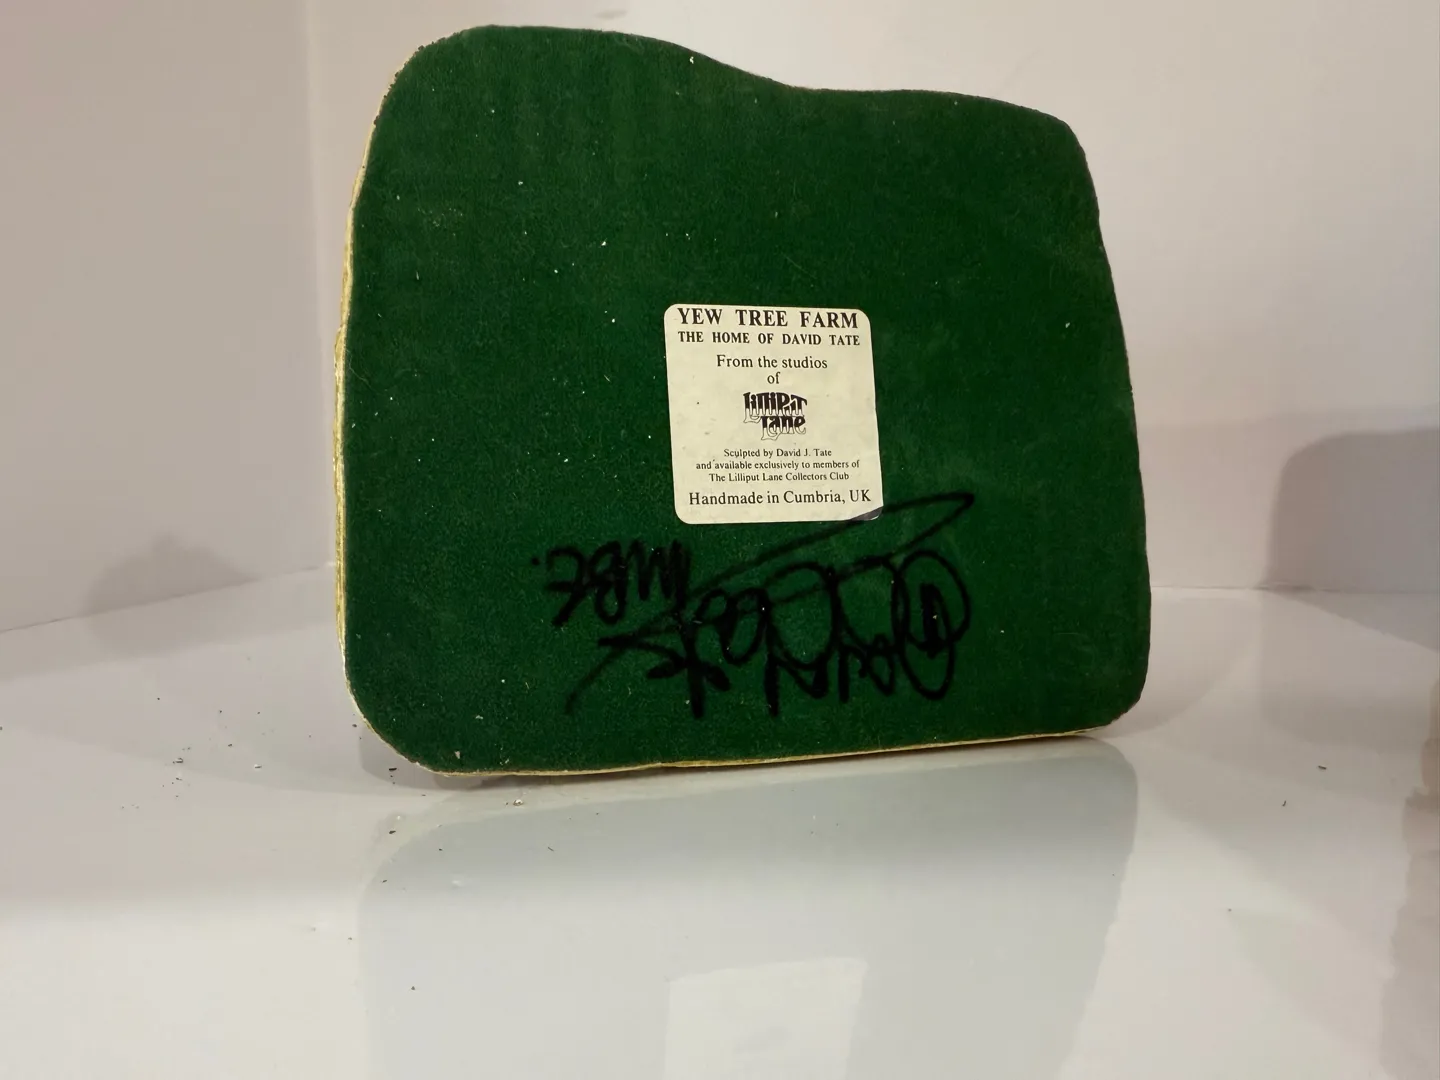 YEW TREE FARM
THE HOME OF DAVID TATE
From the studios
of
Lilliput
Lane
Sculpted by David J. Tate
and available exclusively to members of
The Lilliput Lane Collectors Club
Handmade in Cumbria, UK
MBE.